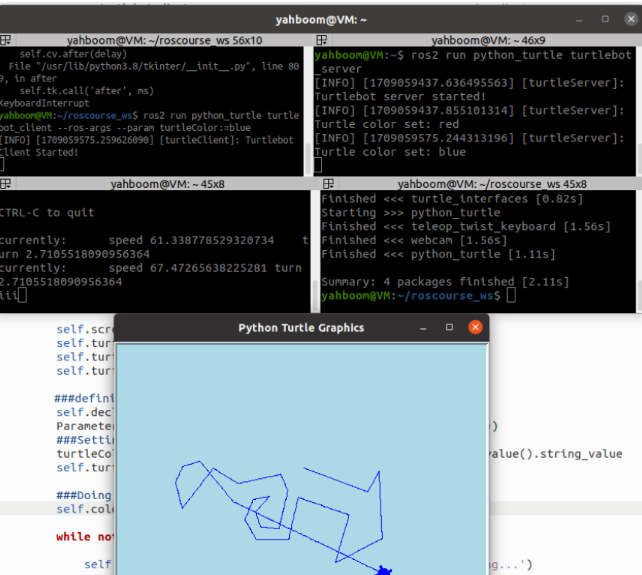 yahboom@VM: ~
yahboom@VM: ~/roscourse_ws 56x10
self.cv.after(delay)
File "/usr/lib/python3.8/tkinter/__init__.py", line 80
9, in after
self.tk.call('after', ms)
KeyboardInterrupt
yahboom@VM:~/roscourse_ws$ ros2 run python_turtle turtle
bot_client --ros-args --param turtleColor:=blue
[INFO] [1709059575.259626090] [turtleClient]: Turtlebot
Client Started!
yahboom@VM: ~ 46x9
yahboom@VM:~$ ros2 run python_turtle turtlebot
_server
[INFO] [1709059437.636495563] [turtleServer]:
Turtlebot server started!
[INFO] [1709059437.855101314] [turtleServer]:
Turtle color set: red
[INFO] [1709059575.244313196] [turtleServer]:
Turtle color set: blue
yahboom@VM: ~ 45x8
CTRL-C to quit
currently: speed 61.338778529320734 t
urn 2.7105518090956364
currently: speed 67.47265638225281 turn
2.7105518090956364
iii
yahboom@VM: ~/roscourse_ws 45x8
Finished <<< turtle_interfaces [0.82s]
Starting >>> python_turtle
Finished <<< teleop_twist_keyboard [1.56s]
Finished <<< webcam [1.56s]
Finished <<< python_turtle [1.11s]
Summary: 4 packages finished [2.11s]
yahboom@VM:~/roscourse_ws$
Python Turtle Graphics
self.scr
self.tur
self.tur
self.tur
###defini
self.dec
Paramete )
###Setti
turtleCo value().string_value
self.tur
###Doing
self.colo
while no
self g...')